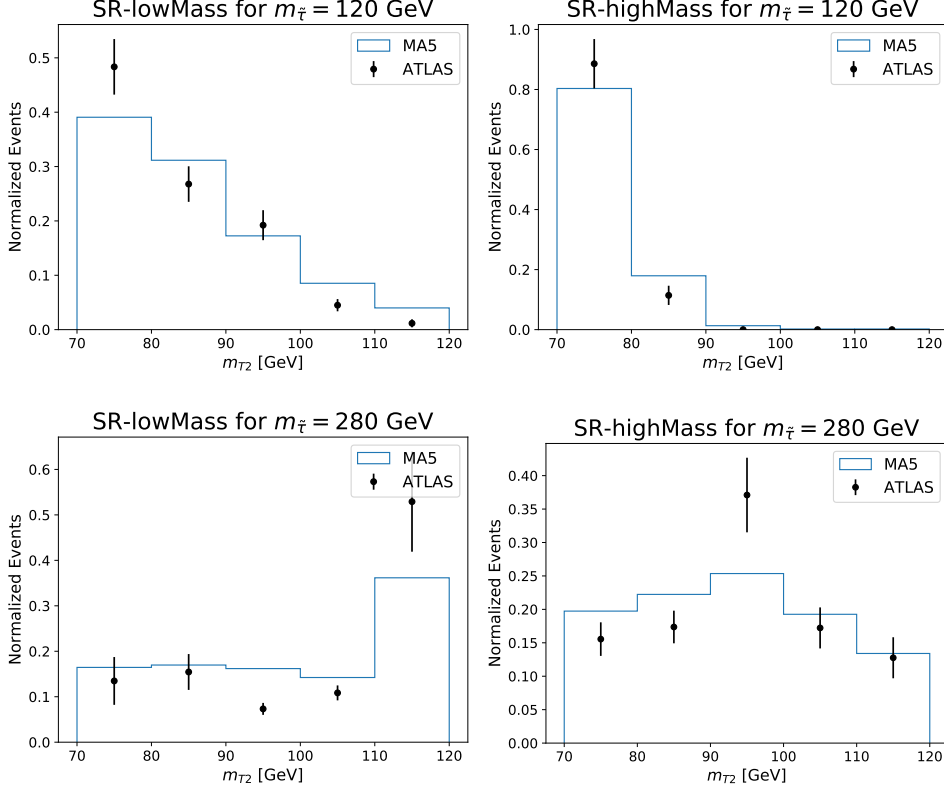 SR-lowMass for m_τ̃ = 120 GeV
0.5
0.4
0.3
0.2
0.1
0.0
Normalized Events
MA5
ATLAS
70 80 90 100 110 120
m_T2 [GeV]
SR-highMass for m_τ̃ = 120 GeV
1.0
0.8
0.6
0.4
0.2
0.0
Normalized Events
MA5
ATLAS
70 80 90 100 110 120
m_T2 [GeV]
SR-lowMass for m_τ̃ = 280 GeV
0.6
0.5
0.4
0.3
0.2
0.1
0.0
Normalized Events
MA5
ATLAS
70 80 90 100 110 120
m_T2 [GeV]
SR-highMass for m_τ̃ = 280 GeV
0.40
0.35
0.30
0.25
0.20
0.15
0.10
0.05
0.00
Normalized Events
MA5
ATLAS
70 80 90 100 110 120
m_T2 [GeV]